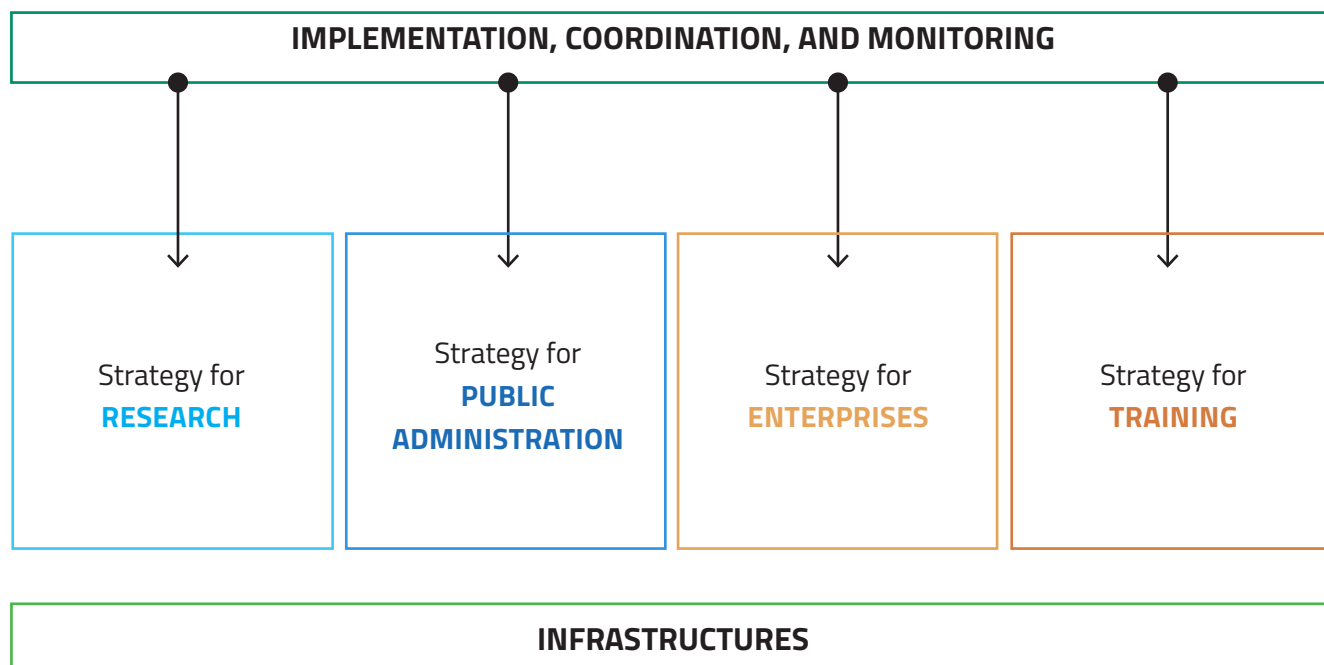 IMPLEMENTATION, COORDINATION, AND MONITORING
Strategy for
RESEARCH
Strategy for
PUBLIC
ADMINISTRATION
Strategy for
ENTERPRISES
Strategy for
TRAINING
INFRASTRUCTURES